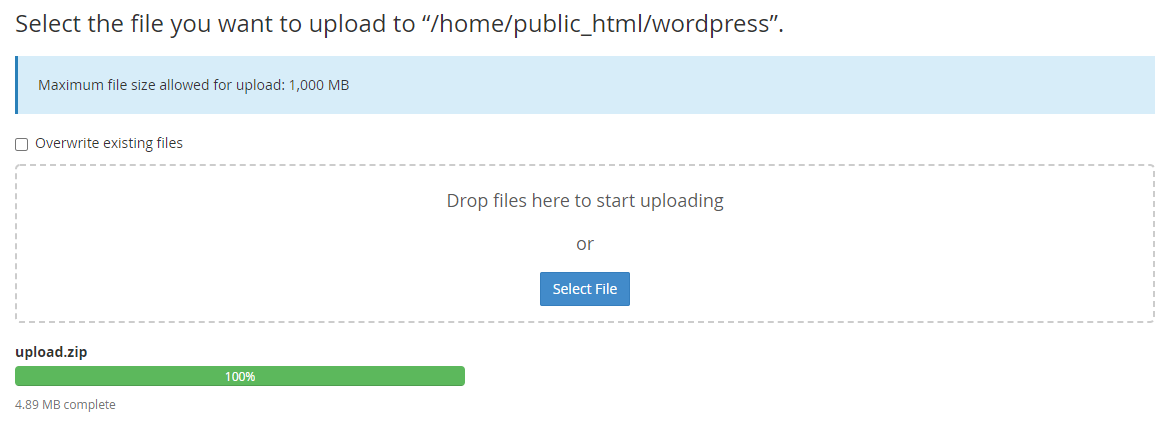 Select the file you want to upload to “/home/public_html/wordpress”.
Maximum file size allowed for upload: 1,000 MB
Overwrite existing files
Drop files here to start uploading
or
Select File
upload.zip
100%
4.89 MB complete